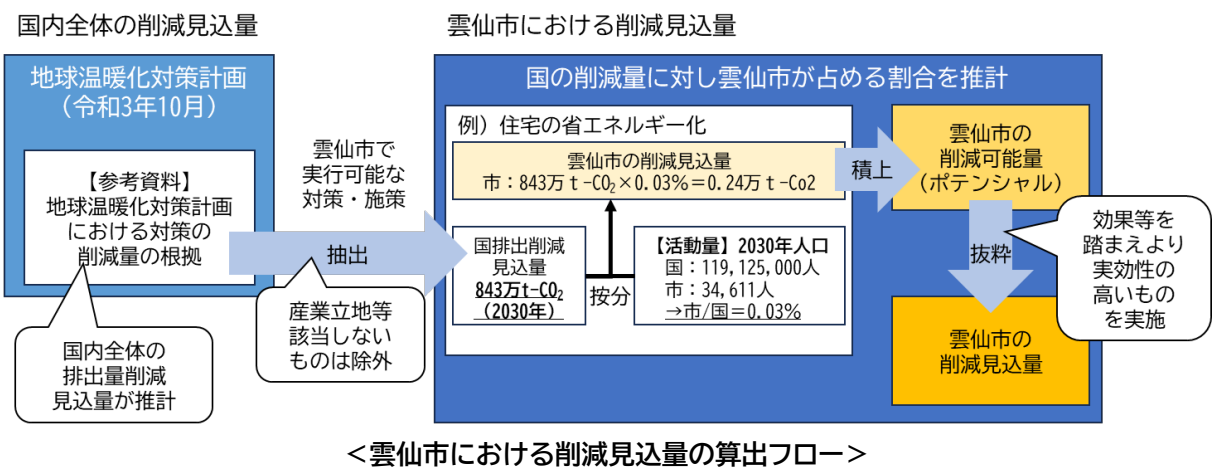 国内全体の削減見込量
地球温暖化対策計画
（令和3年10月）
【参考資料】
地球温暖化対策計画
における対策の
削減量の根拠
国内全体の
排出量削減
見込量が推計
雲仙市で
実行可能な
対策・施策
抽出
産業立地等
該当しない
ものは除外
雲仙市における削減見込量
国の削減量に対し雲仙市が占める割合を推計
例）住宅の省エネルギー化
雲仙市の削減見込量
市：843万ｔ-CO₂×0.03%＝0.24万ｔ-Co2
国排出削減
見込量
843万t-CO₂
（2030年）
按分
【活動量】2030年人口
国：119,125,000人
市：34,611人
→市/国＝0.03%
積上
雲仙市の
削減可能量
（ポテンシャル）
抜粋
効果等を
踏まえより
実効性の
高いもの
を実施
雲仙市の
削減見込量
＜雲仙市における削減見込量の算出フロー＞